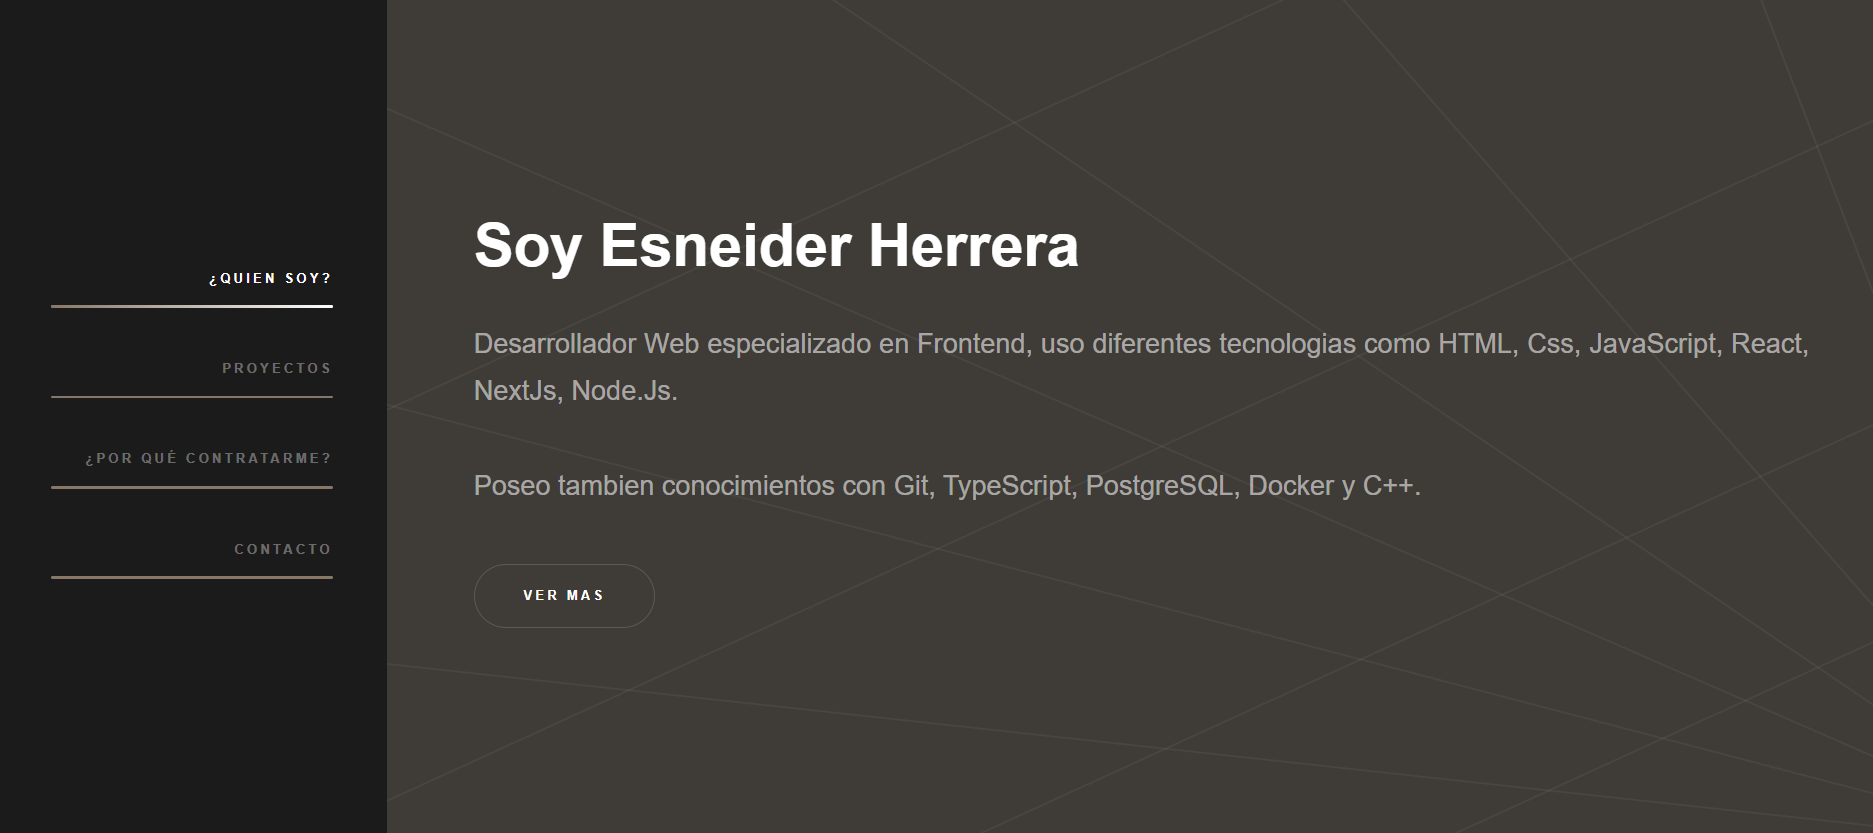 ¿QUIEN SOY?
PROYECTOS
¿POR QUÉ CONTRATARME?
CONTACTO
Soy Esneider Herrera
Desarrollador Web especializado en Frontend, uso diferentes tecnologias como HTML, Css, JavaScript, React,
NextJs, Node.Js.
Poseo tambien conocimientos con Git, TypeScript, PostgreSQL, Docker y C++.
VER MAS